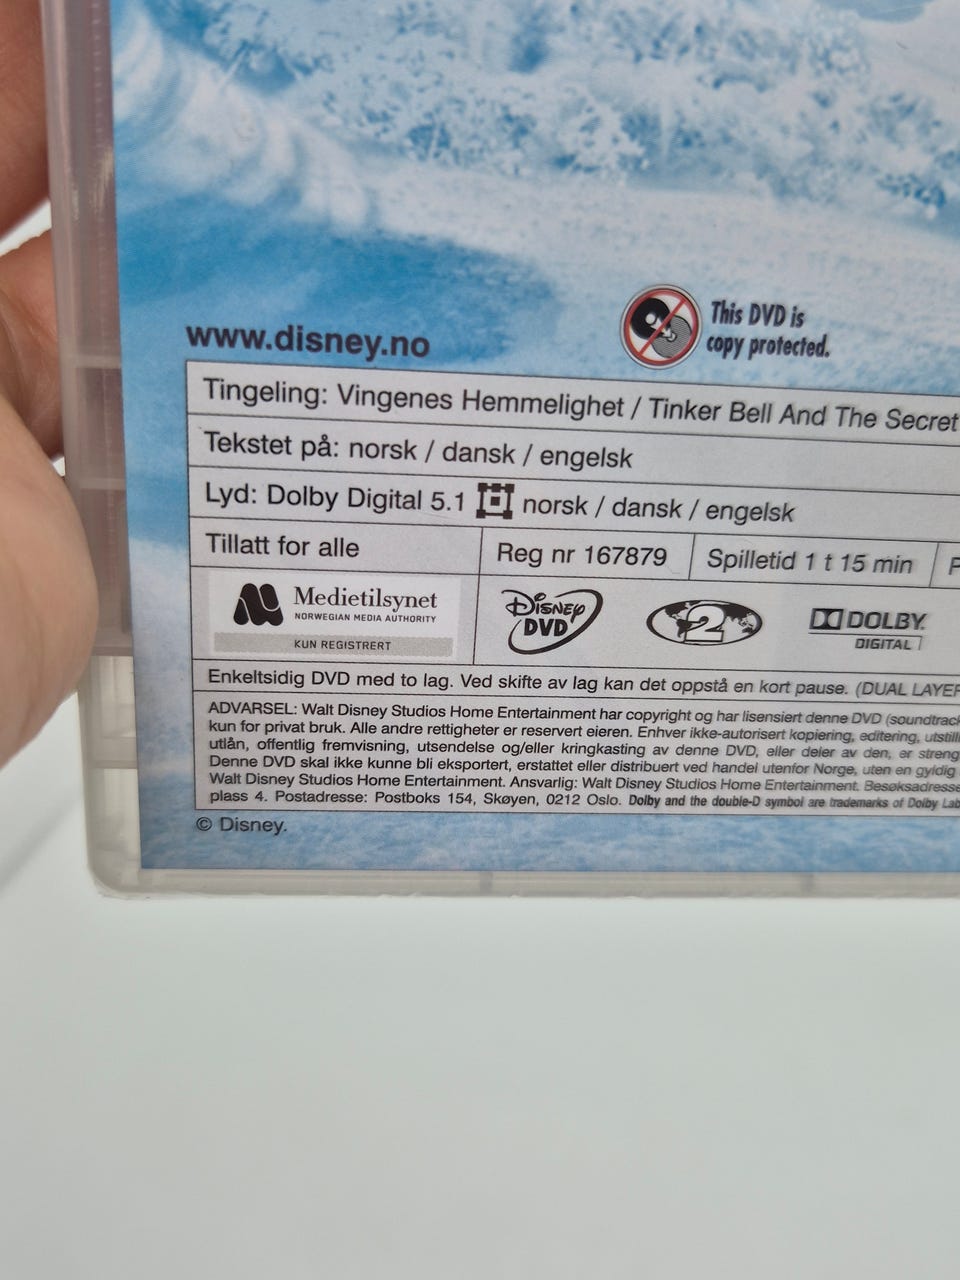 This DVD is
copy protected.
www.disney.no
Tingeling: Vingenes Hemmelighet / Tinker Bell And The Secret
Tekstet på: norsk / dansk / engelsk
Lyd: Dolby Digital 5.1 norsk / dansk / engelsk
Tillatt for alle Reg nr 167879 Spilletid 1 t 15 min
Medietilsynet
NORWEGIAN MEDIA AUTHORITY
KUN REGISTRERT
DISNEY
DVD
2
DOLBY
DIGITAL
Enkeltsidig DVD med to lag. Ved skifte av lag kan det oppstå en kort pause. (DUAL LAYER
ADVARSEL: Walt Disney Studios Home Entertainment har copyright og har lisensiert denne DVD (soundtrack
kun for privat bruk. Alle andre rettigheter er reservert eieren. Enhver ikke-autorisert kopiering, editering,
utlån, offentlig fremvisning, utsendelse og/eller kringkasting av denne DVD, eller deler av den, er
Denne DVD skal ikke kunne bli eksportert, erstattet eller distribuert ved handel utenfor Norge, uten en gyldig
Walt Disney Studios Home Entertainment. Ansvarlig: Walt Disney Studios Home Entertainment. Besøksadresse
plass 4. Postadresse: Postboks 154, Skøyen, 0212 Oslo. Dolby and the double-D symbol are trademarks of Dolby
© Disney.